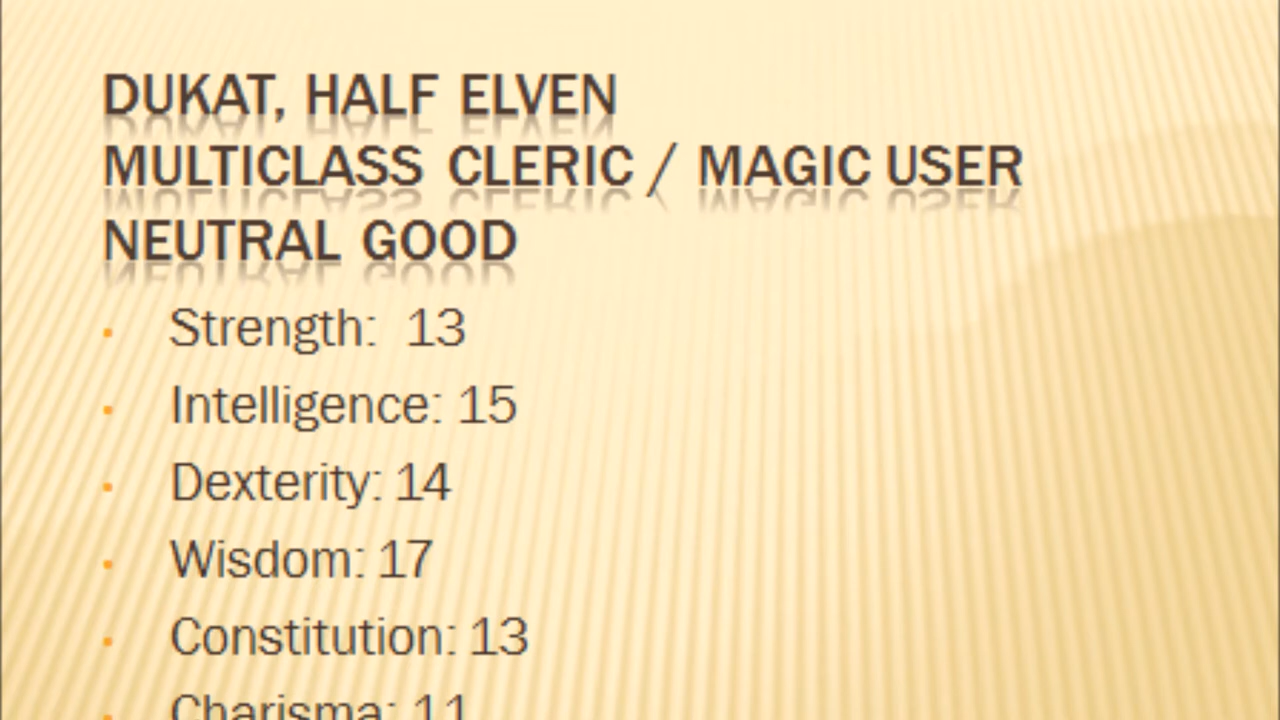 DUKAT, HALF ELVEN
MULTICLASS CLERIC / MAGIC USER
NEUTRAL GOOD
Strength: 13
Intelligence: 15
Dexterity: 14
Wisdom: 17
Constitution: 13
Charisma: 11